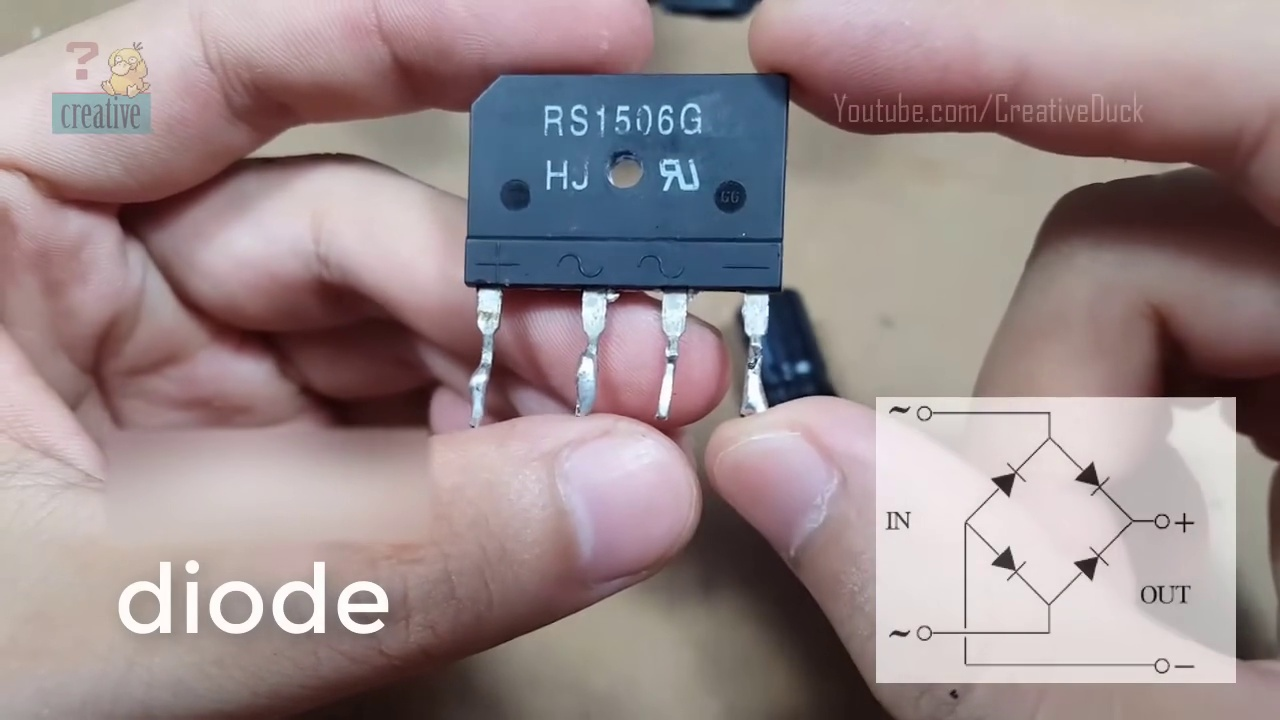 ?
creative
Youtube.com/CreativeDuck
RS1506G
HJ
GG
+ ~ ~ −
diode
~
IN
+
OUT
~
−